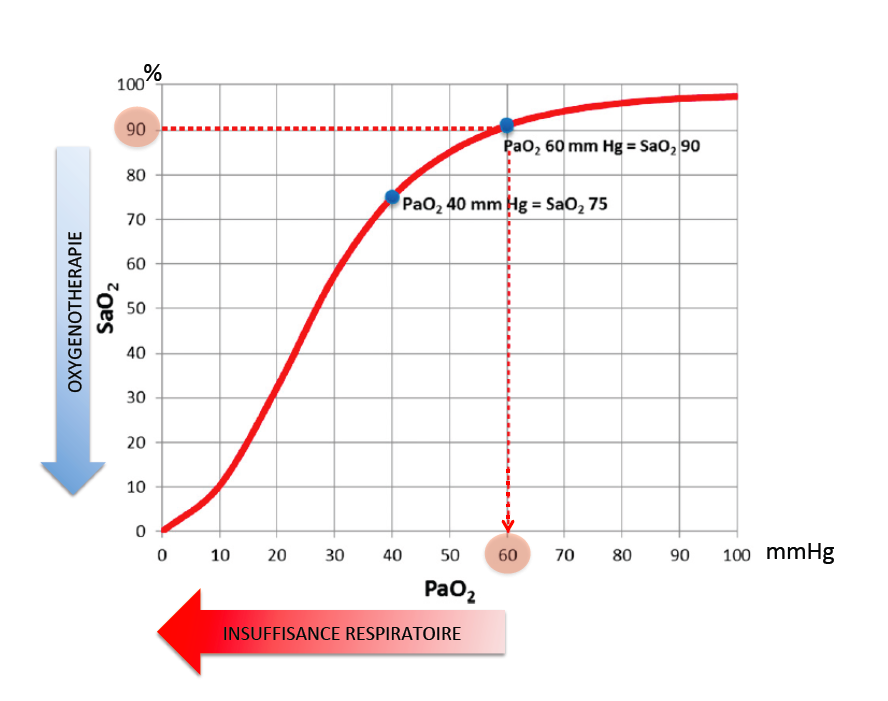 %
100
90
80
70
60
50
40
30
20
10
0
OXYGENOTHERAPIE
SaO₂
PaO₂ 60 mm Hg = SaO₂ 90
PaO₂ 40 mm Hg = SaO₂ 75
0 10 20 30 40 50 60 70 80 90 100 mmHg
PaO₂
INSUFFISANCE RESPIRATOIRE